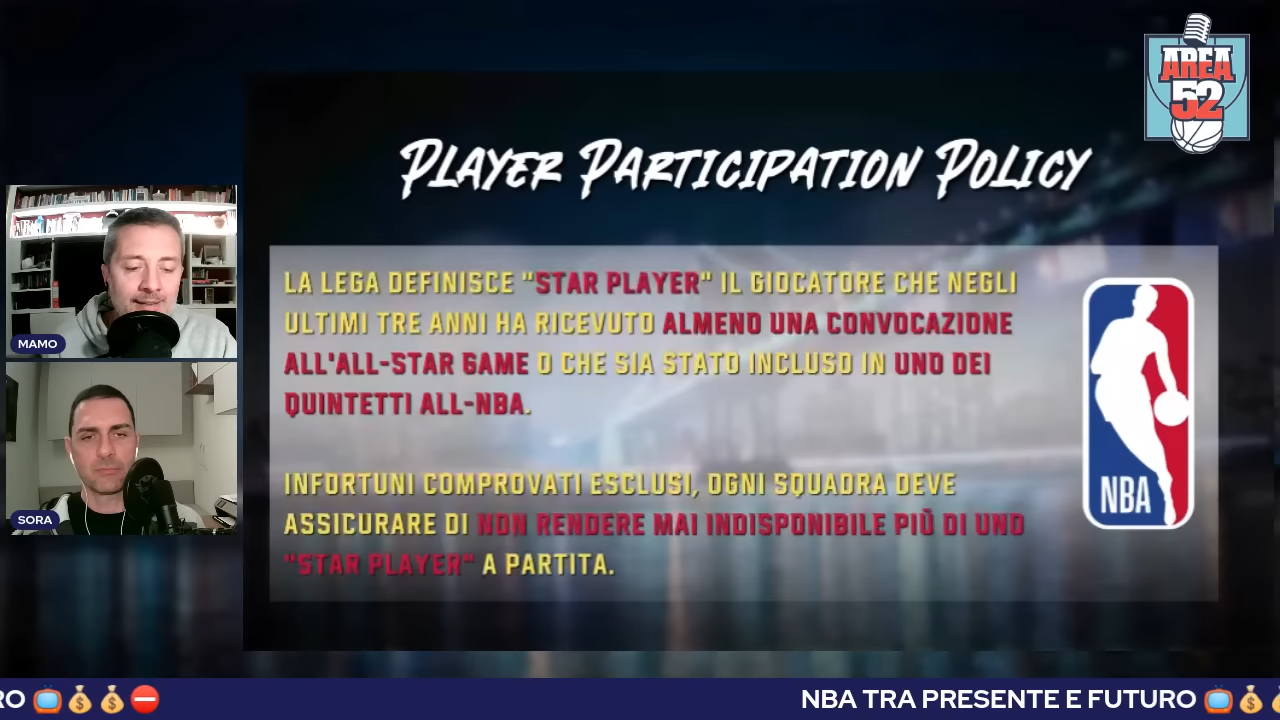 AREA
52
PLAYER PARTICIPATION POLICY
LA LEGA DEFINISCE "STAR PLAYER" IL GIOCATORE CHE NEGLI
ULTIMI TRE ANNI HA RICEVUTO ALMENO UNA CONVOCAZIONE
ALL'ALL-STAR GAME O CHE SIA STATO INCLUSO IN UNO DEI
QUINTETTI ALL-NBA.
INFORTUNI COMPROVATI ESCLUSI, OGNI SQUADRA DEVE
ASSICURARE DI NON RENDERE MAI INDISPONIBILE PIÙ DI UNO
"STAR PLAYER" A PARTITA.
NBA
MAMO
SORA
RO 📺💰💰⛔ NBA TRA PRESENTE E FUTURO 📺💰